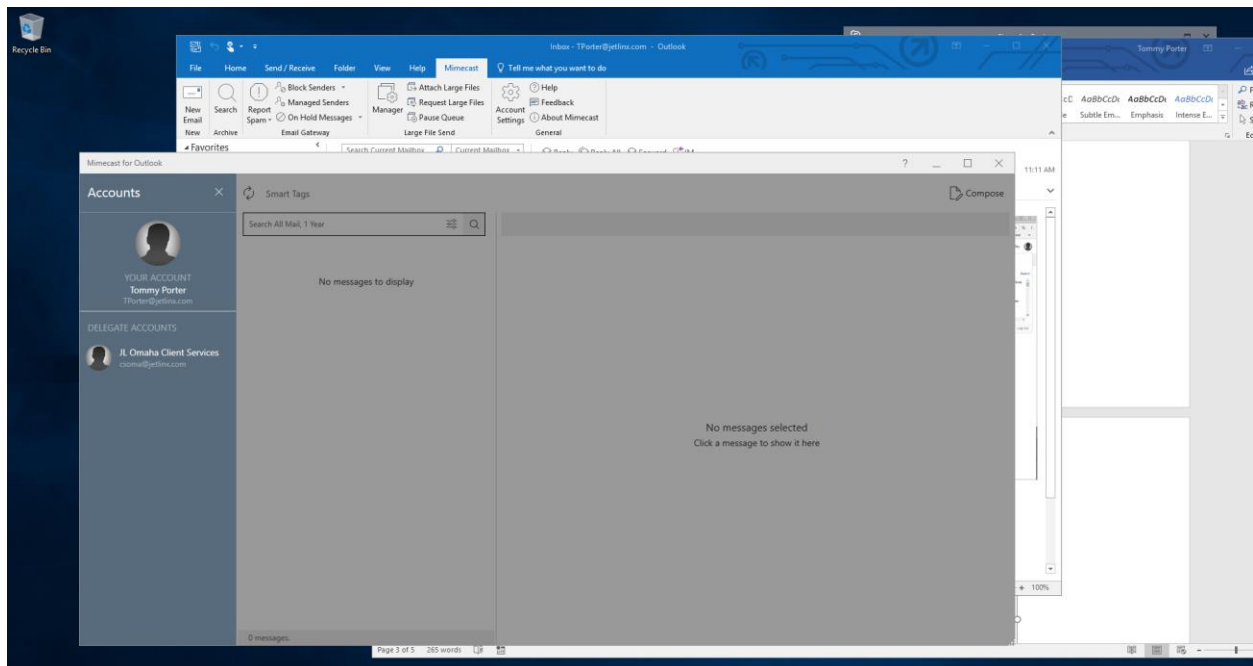 Recycle Bin
Inbox - TPorter@jetlinx.com - Outlook
Tommy Porter
File Home Send / Receive Folder View Help Mimecast Tell me what you want to do
New Email
Search
Report Spam
Block Senders
Managed Senders
On Hold Messages
Manager
Attach Large Files
Request Large Files
Pause Queue
Account Settings
Help
Feedback
About Mimecast
New Archive Email Gateway Large File Send General
AaBbCcDc AaBbCcDc AaBbCcDc
Subtle Em... Emphasis Intense E...
Favorites
Search Current Mailbox Current Mailbox
Reply Reply All Forward IM
11:11 AM
Mimecast for Outlook
Accounts
Smart Tags
Compose
Search All Mail, 1 Year
No messages to display
YOUR ACCOUNT
Tommy Porter
TPorter@jetlinx.com
DELEGATE ACCOUNTS
JL Omaha Client Services
csoma@jetlinx.com
No messages selected
Click a message to show it here
100%
0 messages.
Page 3 of 5 265 words